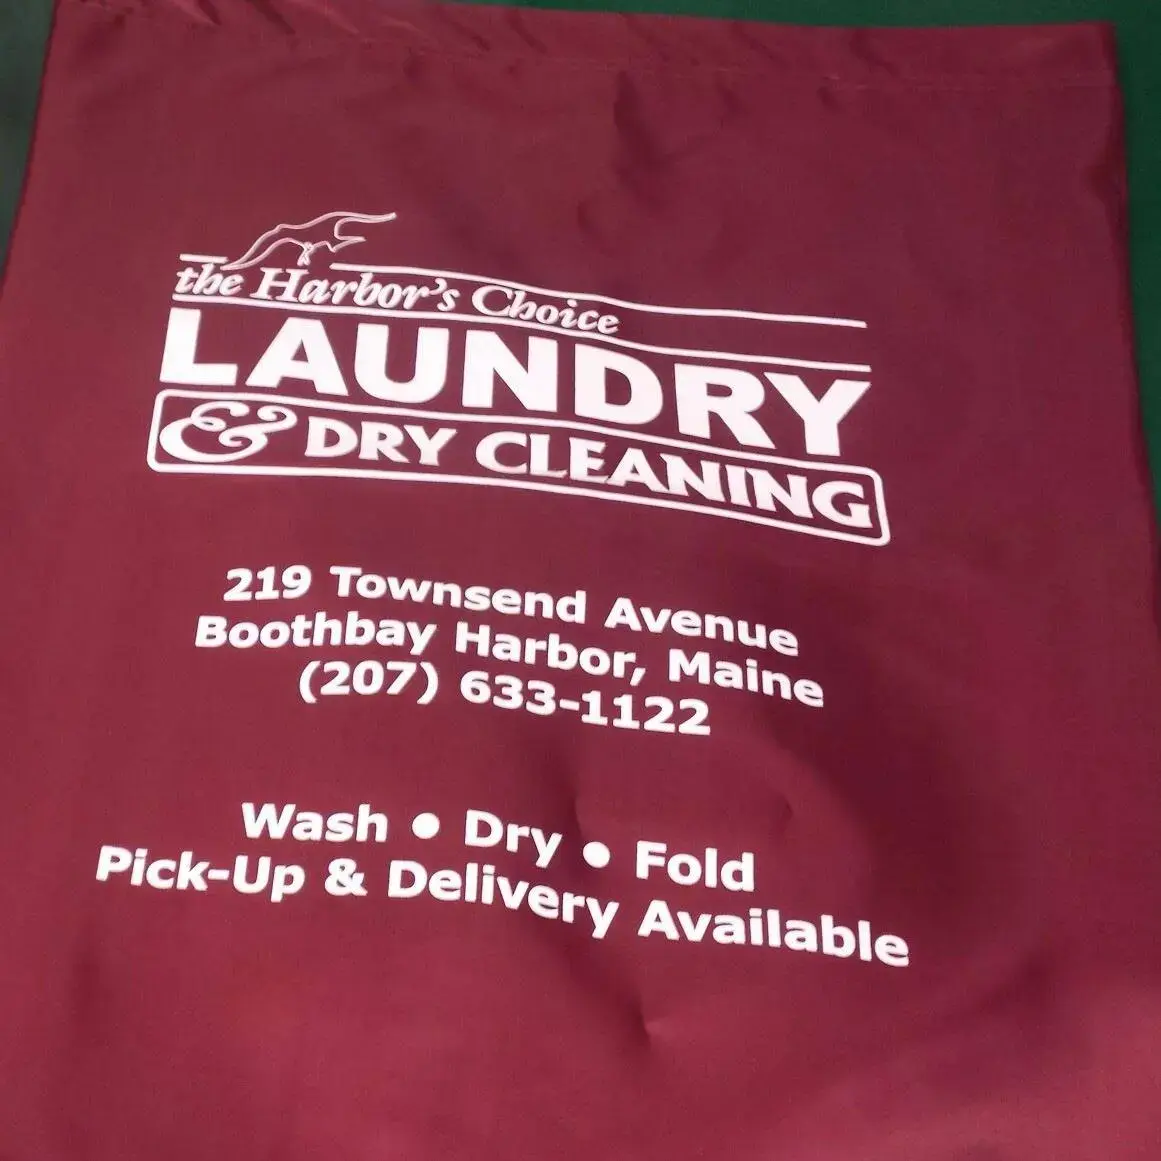 the Harbor's Choice
LAUNDRY
& DRY CLEANING
219 Townsend Avenue
Boothbay Harbor, Maine
(207) 633-1122
Wash • Dry • Fold
Pick-Up & Delivery Available